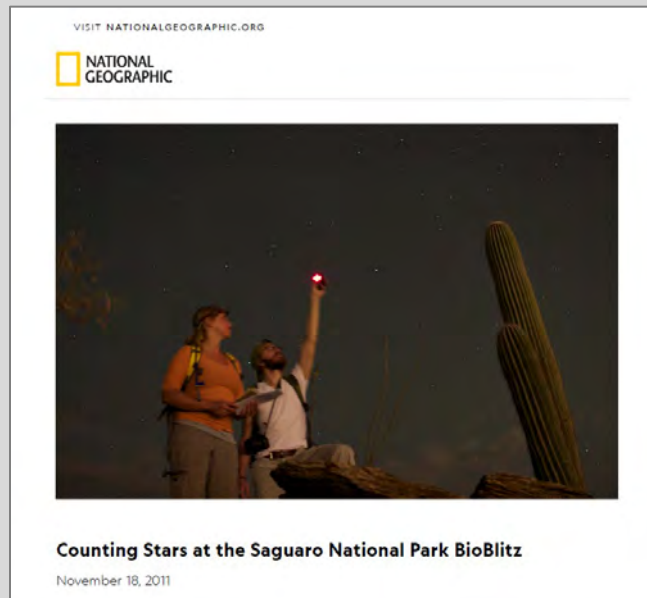 VISIT NATIONALGEOGRAPHIC.ORG
NATIONAL
GEOGRAPHIC
Counting Stars at the Saguaro National Park BioBlitz
November 18, 2011